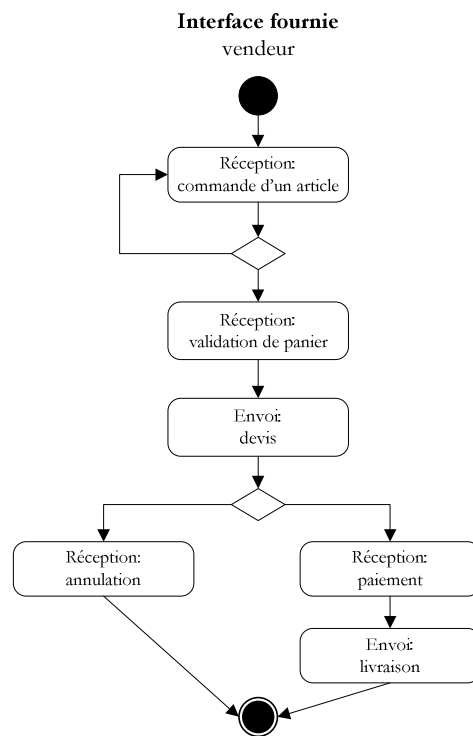 Interface fournie
vendeur
Réception:
commande d'un article
Réception:
validation de panier
Envoi:
devis
Réception:
annulation
Réception:
paiement
Envoi:
livraison